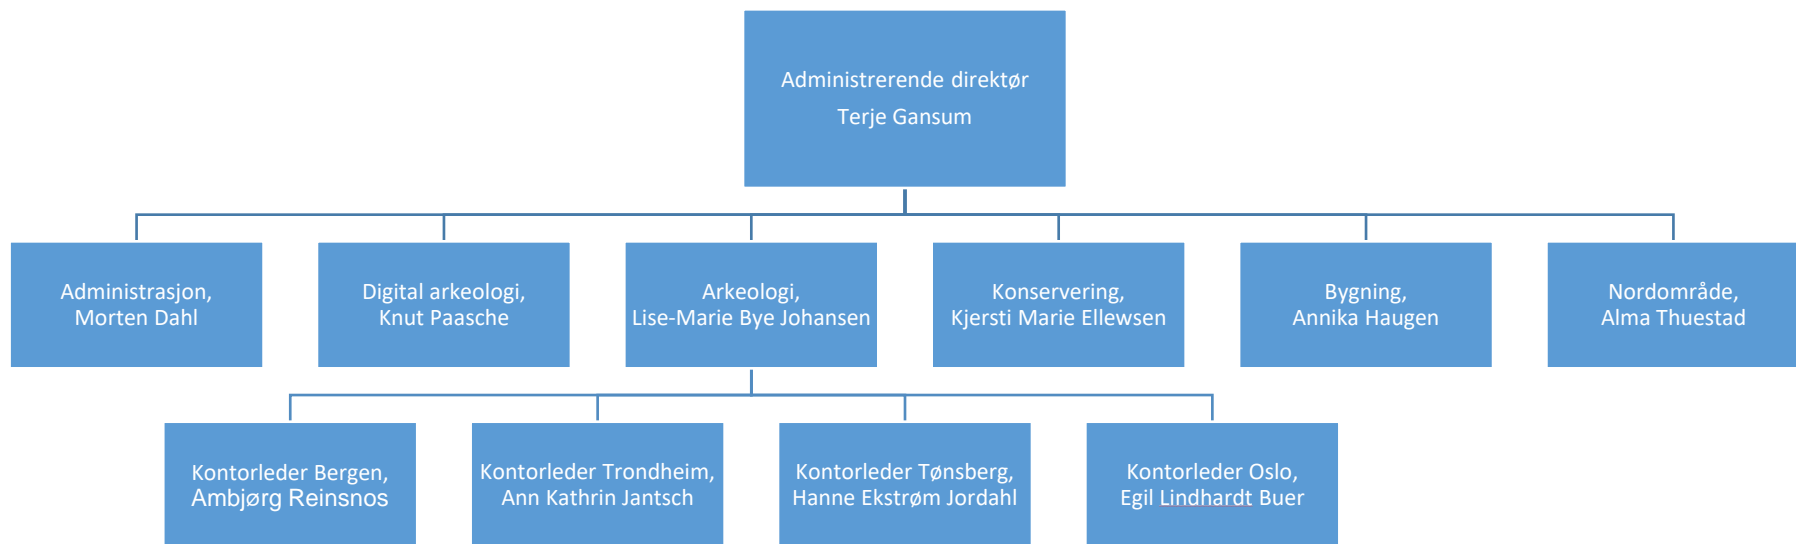 Administrerende direktør
Terje Gansum
Administrasjon,
Morten Dahl
Digital arkeologi,
Knut Paasche
Arkeologi,
Lise-Marie Bye Johansen
Konservering,
Kjersti Marie Ellewsen
Bygning,
Annika Haugen
Nordområde,
Alma Thuestad
Kontorleder Bergen,
Ambjørg Reinsnos
Kontorleder Trondheim,
Ann Kathrin Jantsch
Kontorleder Tønsberg,
Hanne Ekstrøm Jordahl
Kontorleder Oslo,
Egil Lindhardt Buer